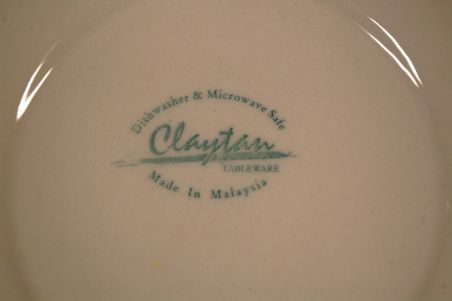 Dishwasher & Microwave Safe
Claytan
TABLEWARE
Made In Malaysia